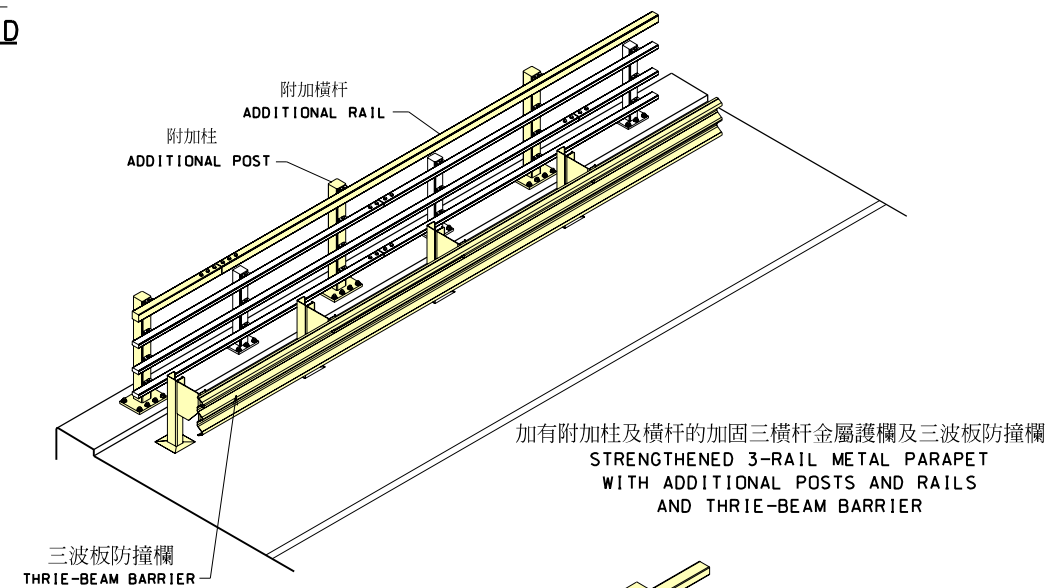 D
附加橫杆
ADDITIONAL RAIL
附加柱
ADDITIONAL POST
加有附加柱及橫杆的加固三橫杆金屬護欄及三波板防撞欄
STRENGTHENED 3-RAIL METAL PARAPET
WITH ADDITIONAL POSTS AND RAILS
AND THRIE-BEAM BARRIER
三波板防撞欄
THRIE-BEAM BARRIER